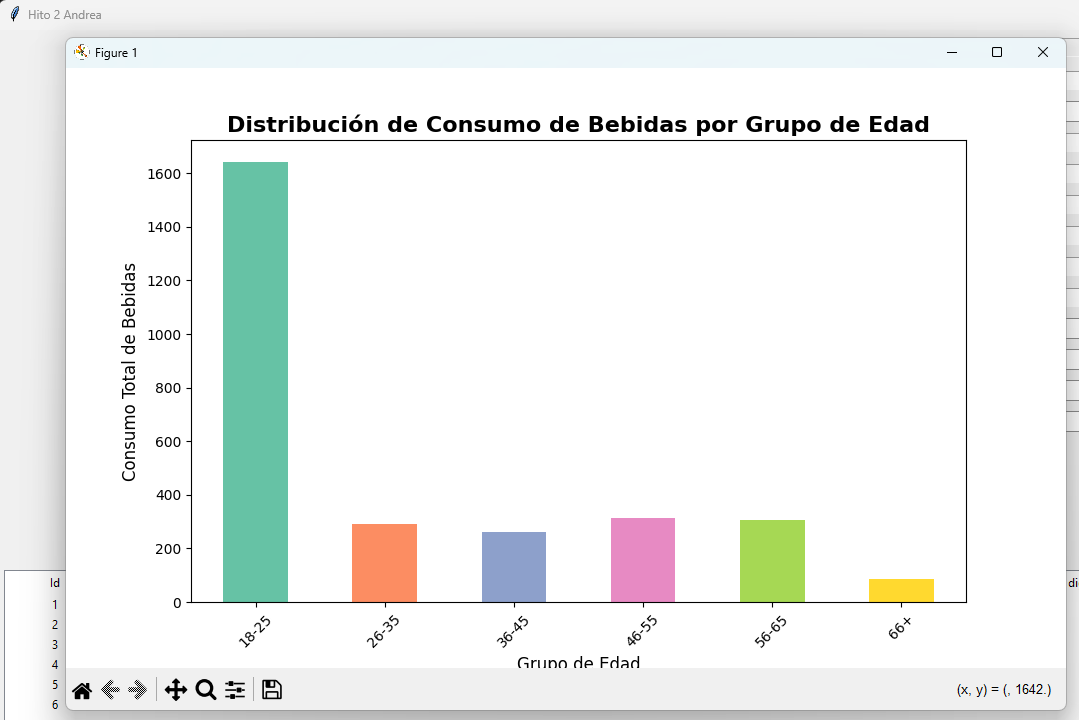 Hito 2 Andrea
Figure 1
Distribución de Consumo de Bebidas por Grupo de Edad
Consumo Total de Bebidas
1600
1400
1200
1000
800
600
400
200
0
18-25
26-35
36-45
46-55
56-65
66+
Grupo de Edad
Id
1
2
3
4
5
6
di
(x, y) = (, 1642.)